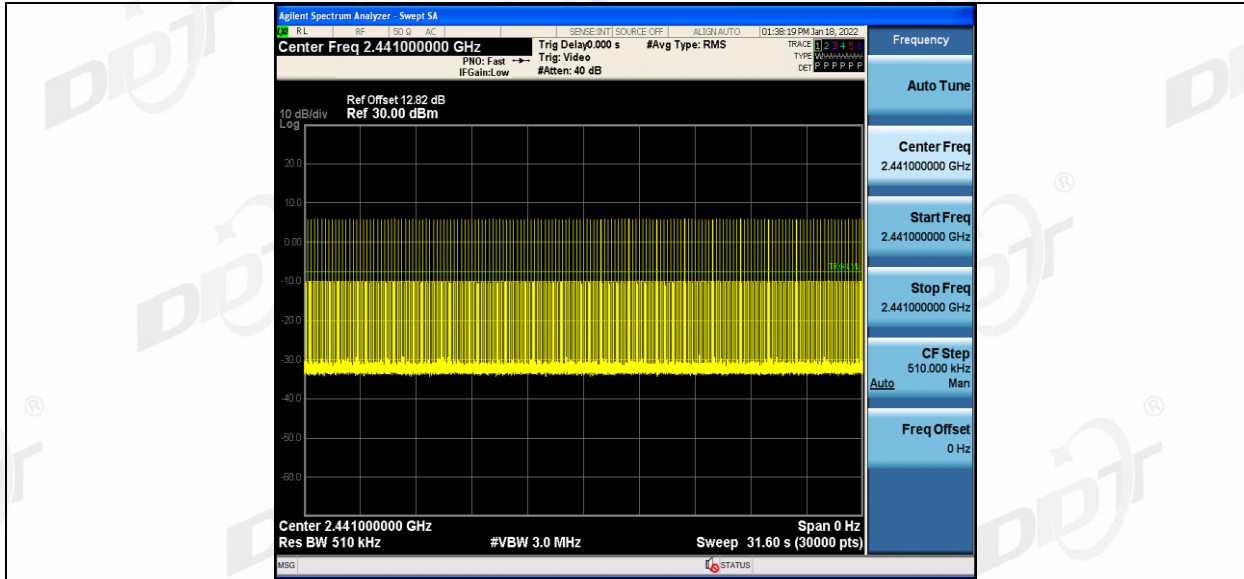 Agilent Spectrum Analyzer - Swept SA
RL RF 50 Ω AC SENSE:INT SOURCE OFF ALIGN AUTO 01:38:19 PM Jan 18, 2022
Center Freq 2.441000000 GHz
PNO: Fast
IFGain:Low
Trig Delay0.000 s
Trig: Video
#Atten: 40 dB
#Avg Type: RMS
TRACE 1 2 3 4 5 6
TYPE W
DET P P P P P P
Ref Offset 12.82 dB
10 dB/div Ref 30.00 dBm
Log
20.0
10.0
0.00
TRIG LVL
-10.0
-20.0
-30.0
-40.0
-50.0
-60.0
Center 2.441000000 GHz Span 0 Hz
Res BW 510 kHz #VBW 3.0 MHz Sweep 31.60 s (30000 pts)
MSG STATUS
Frequency
Auto Tune
Center Freq
2.441000000 GHz
Start Freq
2.441000000 GHz
Stop Freq
2.441000000 GHz
CF Step
510.000 kHz
Auto Man
Freq Offset
0 Hz
DDT
®